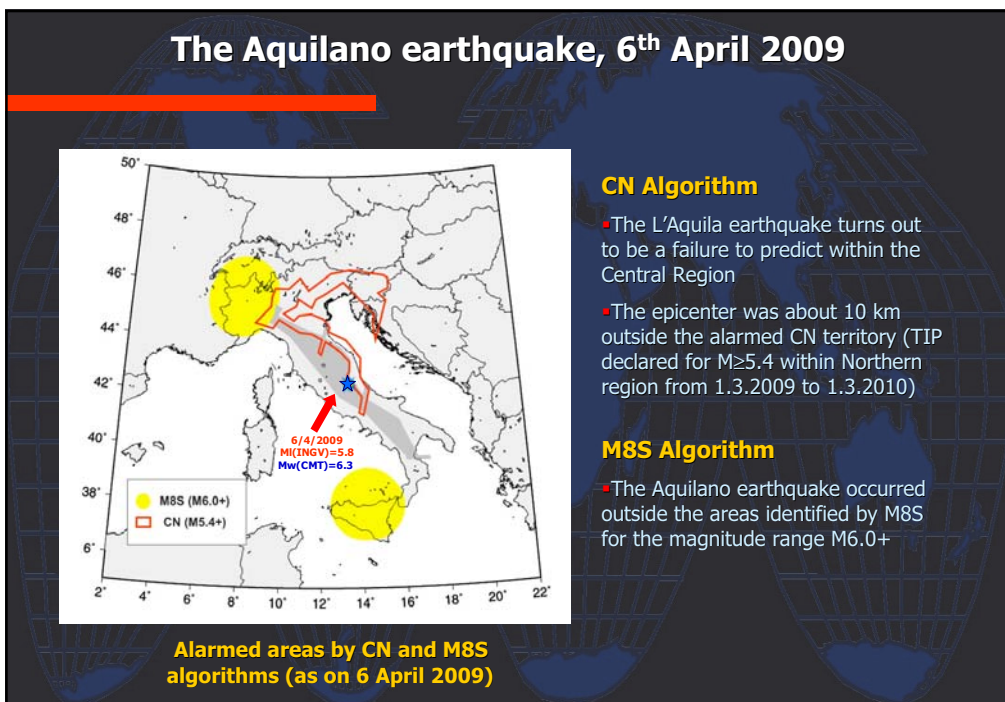 The Aquilano earthquake, 6th April 2009
50˚
48˚
46˚
44˚
42˚
40˚
38˚
6˚
2˚ 4˚ 6˚ 8˚ 10˚ 12˚ 14˚ 16˚ 18˚ 20˚ 22˚
6/4/2009
Ml(INGV)=5.8
Mw(CMT)=6.3
M8S (M6.0+)
CN (M5.4+)
Alarmed areas by CN and M8S
algorithms (as on 6 April 2009)
CN Algorithm
▪The L’Aquila earthquake turns out
to be a failure to predict within the
Central Region
▪The epicenter was about 10 km
outside the alarmed CN territory (TIP
declared for M≥5.4 within Northern
region from 1.3.2009 to 1.3.2010)
M8S Algorithm
▪The Aquilano earthquake occurred
outside the areas identified by M8S
for the magnitude range M6.0+